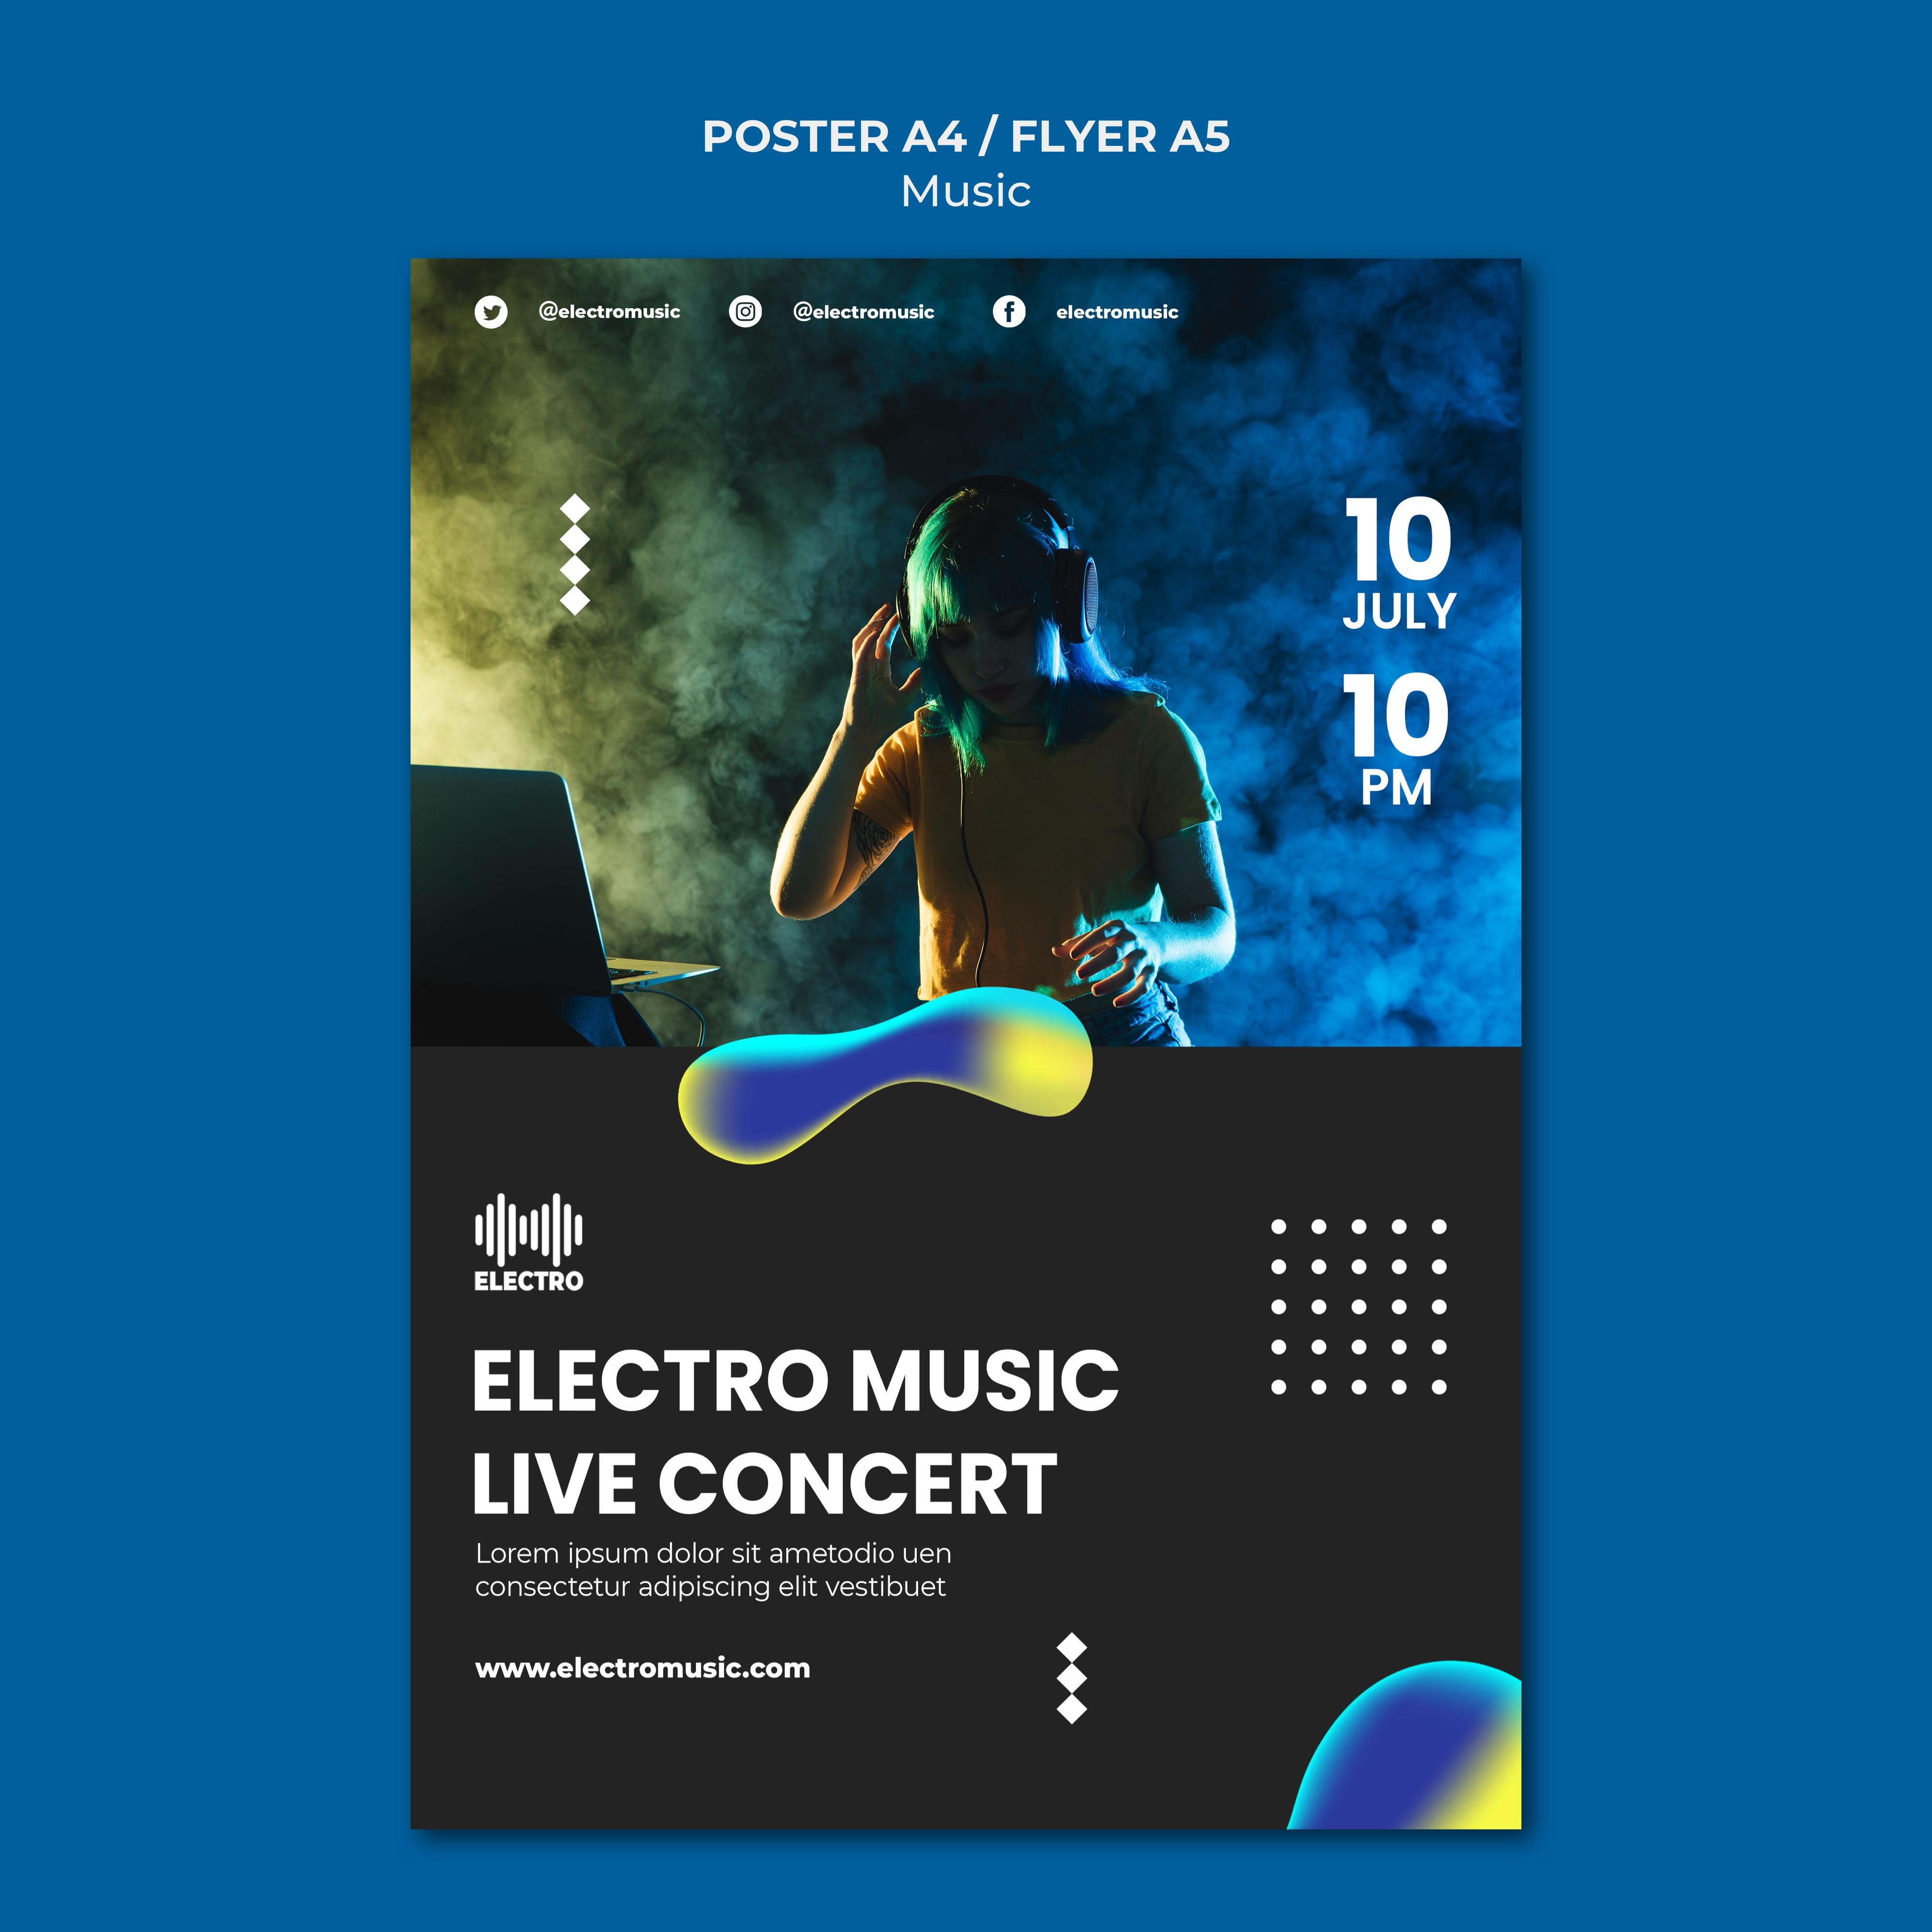 POSTER A4 / FLYER A5
Music
@electromusic @electromusic electromusic
10
JULY
10
PM
ELECTRO
ELECTRO MUSIC
LIVE CONCERT
Lorem ipsum dolor sit ametodio uen
consectetur adipiscing elit vestibuet
www.electromusic.com